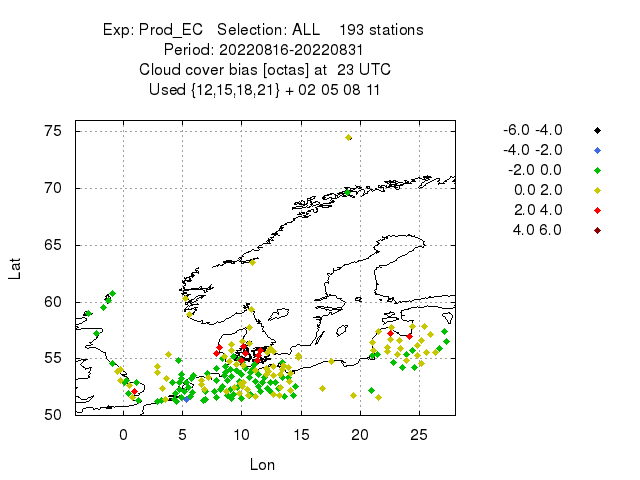 Exp: Prod_EC   Selection: ALL    193 stations
Period: 20220816-20220831
Cloud cover bias [octas] at  23 UTC
Used {12,15,18,21} + 02 05 08 11
75
70
65
60
55
50
Lat
0 5 10 15 20 25
Lon
-6.0 -4.0
-4.0 -2.0
-2.0 0.0
0.0 2.0
2.0 4.0
4.0 6.0